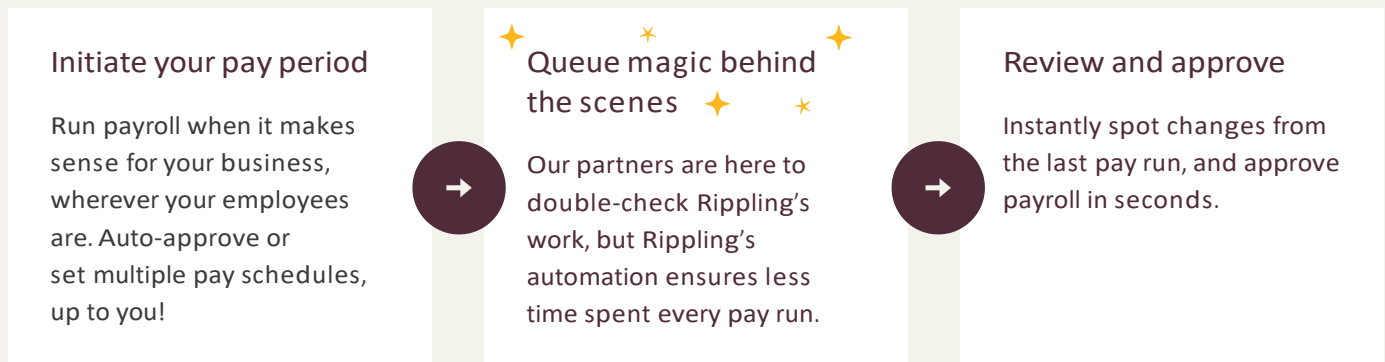 Initiate your pay period
Run payroll when it makes
sense for your business,
wherever your employees
are. Auto-approve or
set multiple pay schedules,
up to you!
Queue magic behind
the scenes
Our partners are here to
double-check Rippling’s
work, but Rippling’s
automation ensures less
time spent every pay run.
Review and approve
Instantly spot changes from
the last pay run, and approve
payroll in seconds.